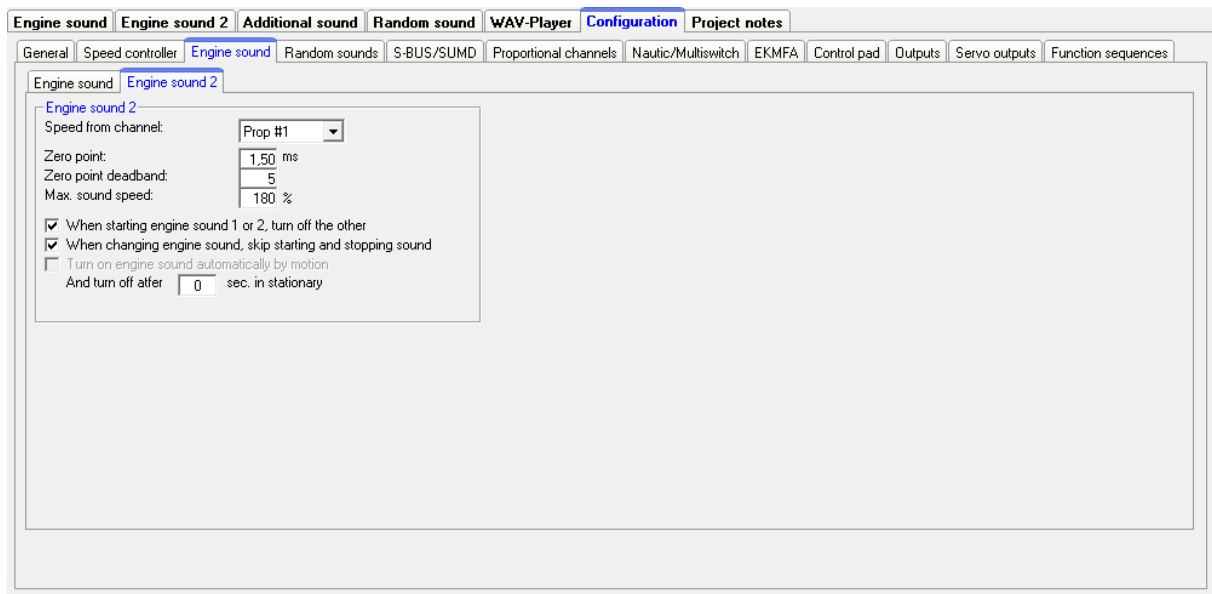 Engine sound Engine sound 2 Additional sound Random sound WAV-Player Configuration Project notes
General Speed controller Engine sound Random sounds S-BUS/SUMD Proportional channels Nautic/Multiswitch EKMFA Control pad Outputs Servo outputs Function sequences
Engine sound Engine sound 2
Engine sound 2
Speed from channel: Prop #1
Zero point: 1,50 ms
Zero point deadband: 5
Max. sound speed: 180 %
When starting engine sound 1 or 2, turn off the other
When changing engine sound, skip starting and stopping sound
Turn on engine sound automatically by motion
And turn off atfer 0 sec. in stationary